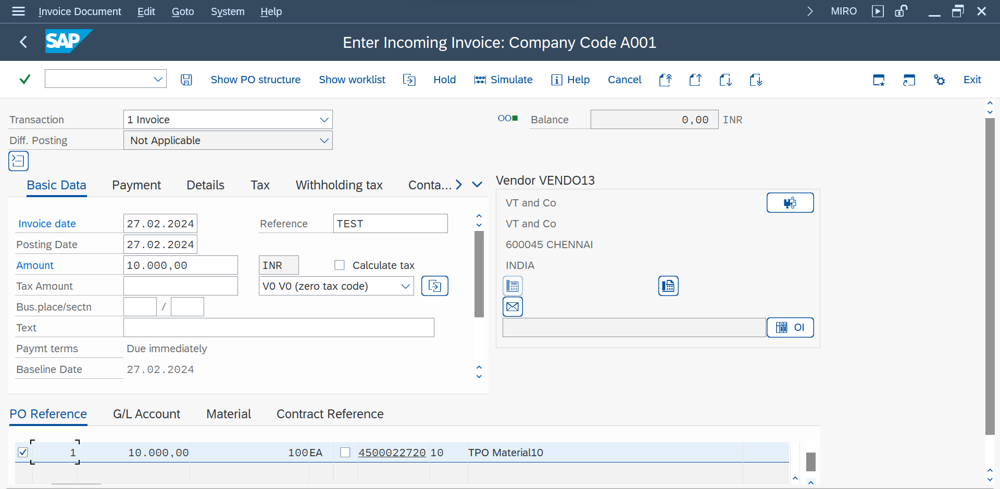 Invoice Document Edit Goto System Help MIRO
SAP Enter Incoming Invoice: Company Code A001
Show PO structure Show worklist Hold Simulate Help Cancel Exit
Transaction 1 Invoice Balance 0,00 INR
Diff. Posting Not Applicable
Basic Data Payment Details Tax Withholding tax Conta...
Vendor VENDO13
VT and Co
Invoice date 27.02.2024 Reference TEST VT and Co
Posting Date 27.02.2024 600045 CHENNAI
Amount 10.000,00 INR Calculate tax INDIA
Tax Amount V0 V0 (zero tax code)
Bus.place/sectn /
Text OI
Paymt terms Due immediately
Baseline Date 27.02.2024
PO Reference G/L Account Material Contract Reference
1 10.000,00 100 EA 4500022720 10 TPO Material10